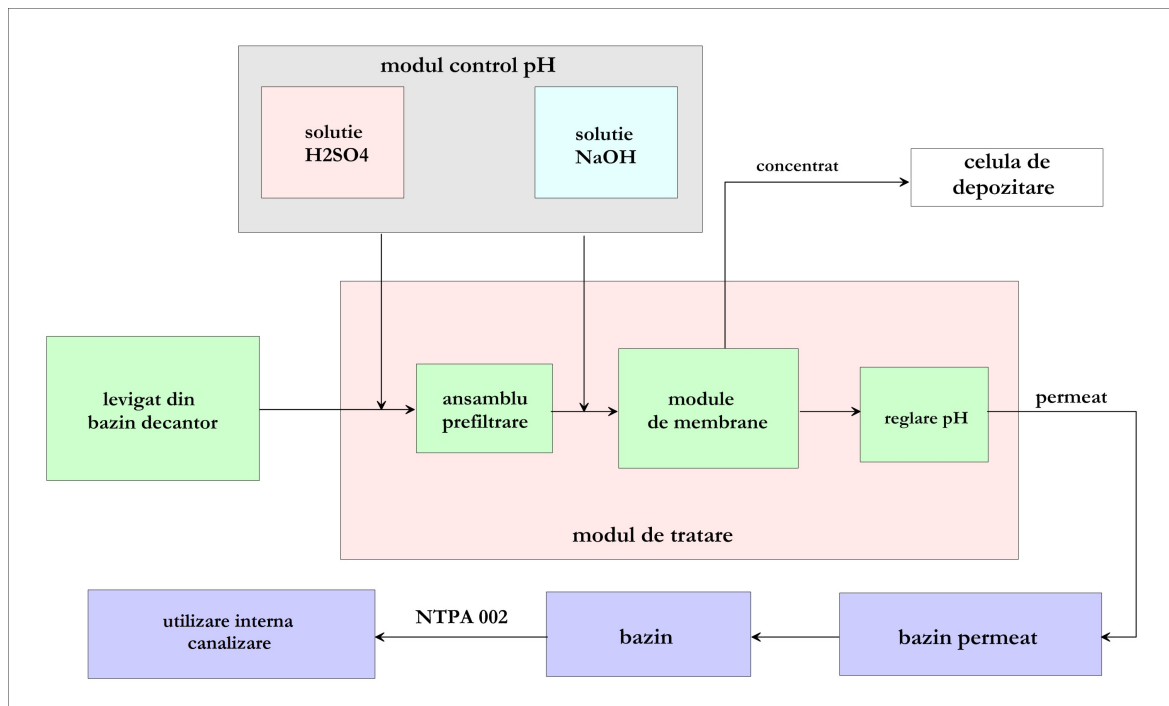 modul control pH
solutie
H2SO4
solutie
NaOH
concentrat
celula de
depozitare
levigat din
bazin decantor
ansamblu
prefiltrare
module
de membrane
reglare pH
permeat
modul de tratare
utilizare interna
canalizare
NTPA 002
bazin
bazin permeat